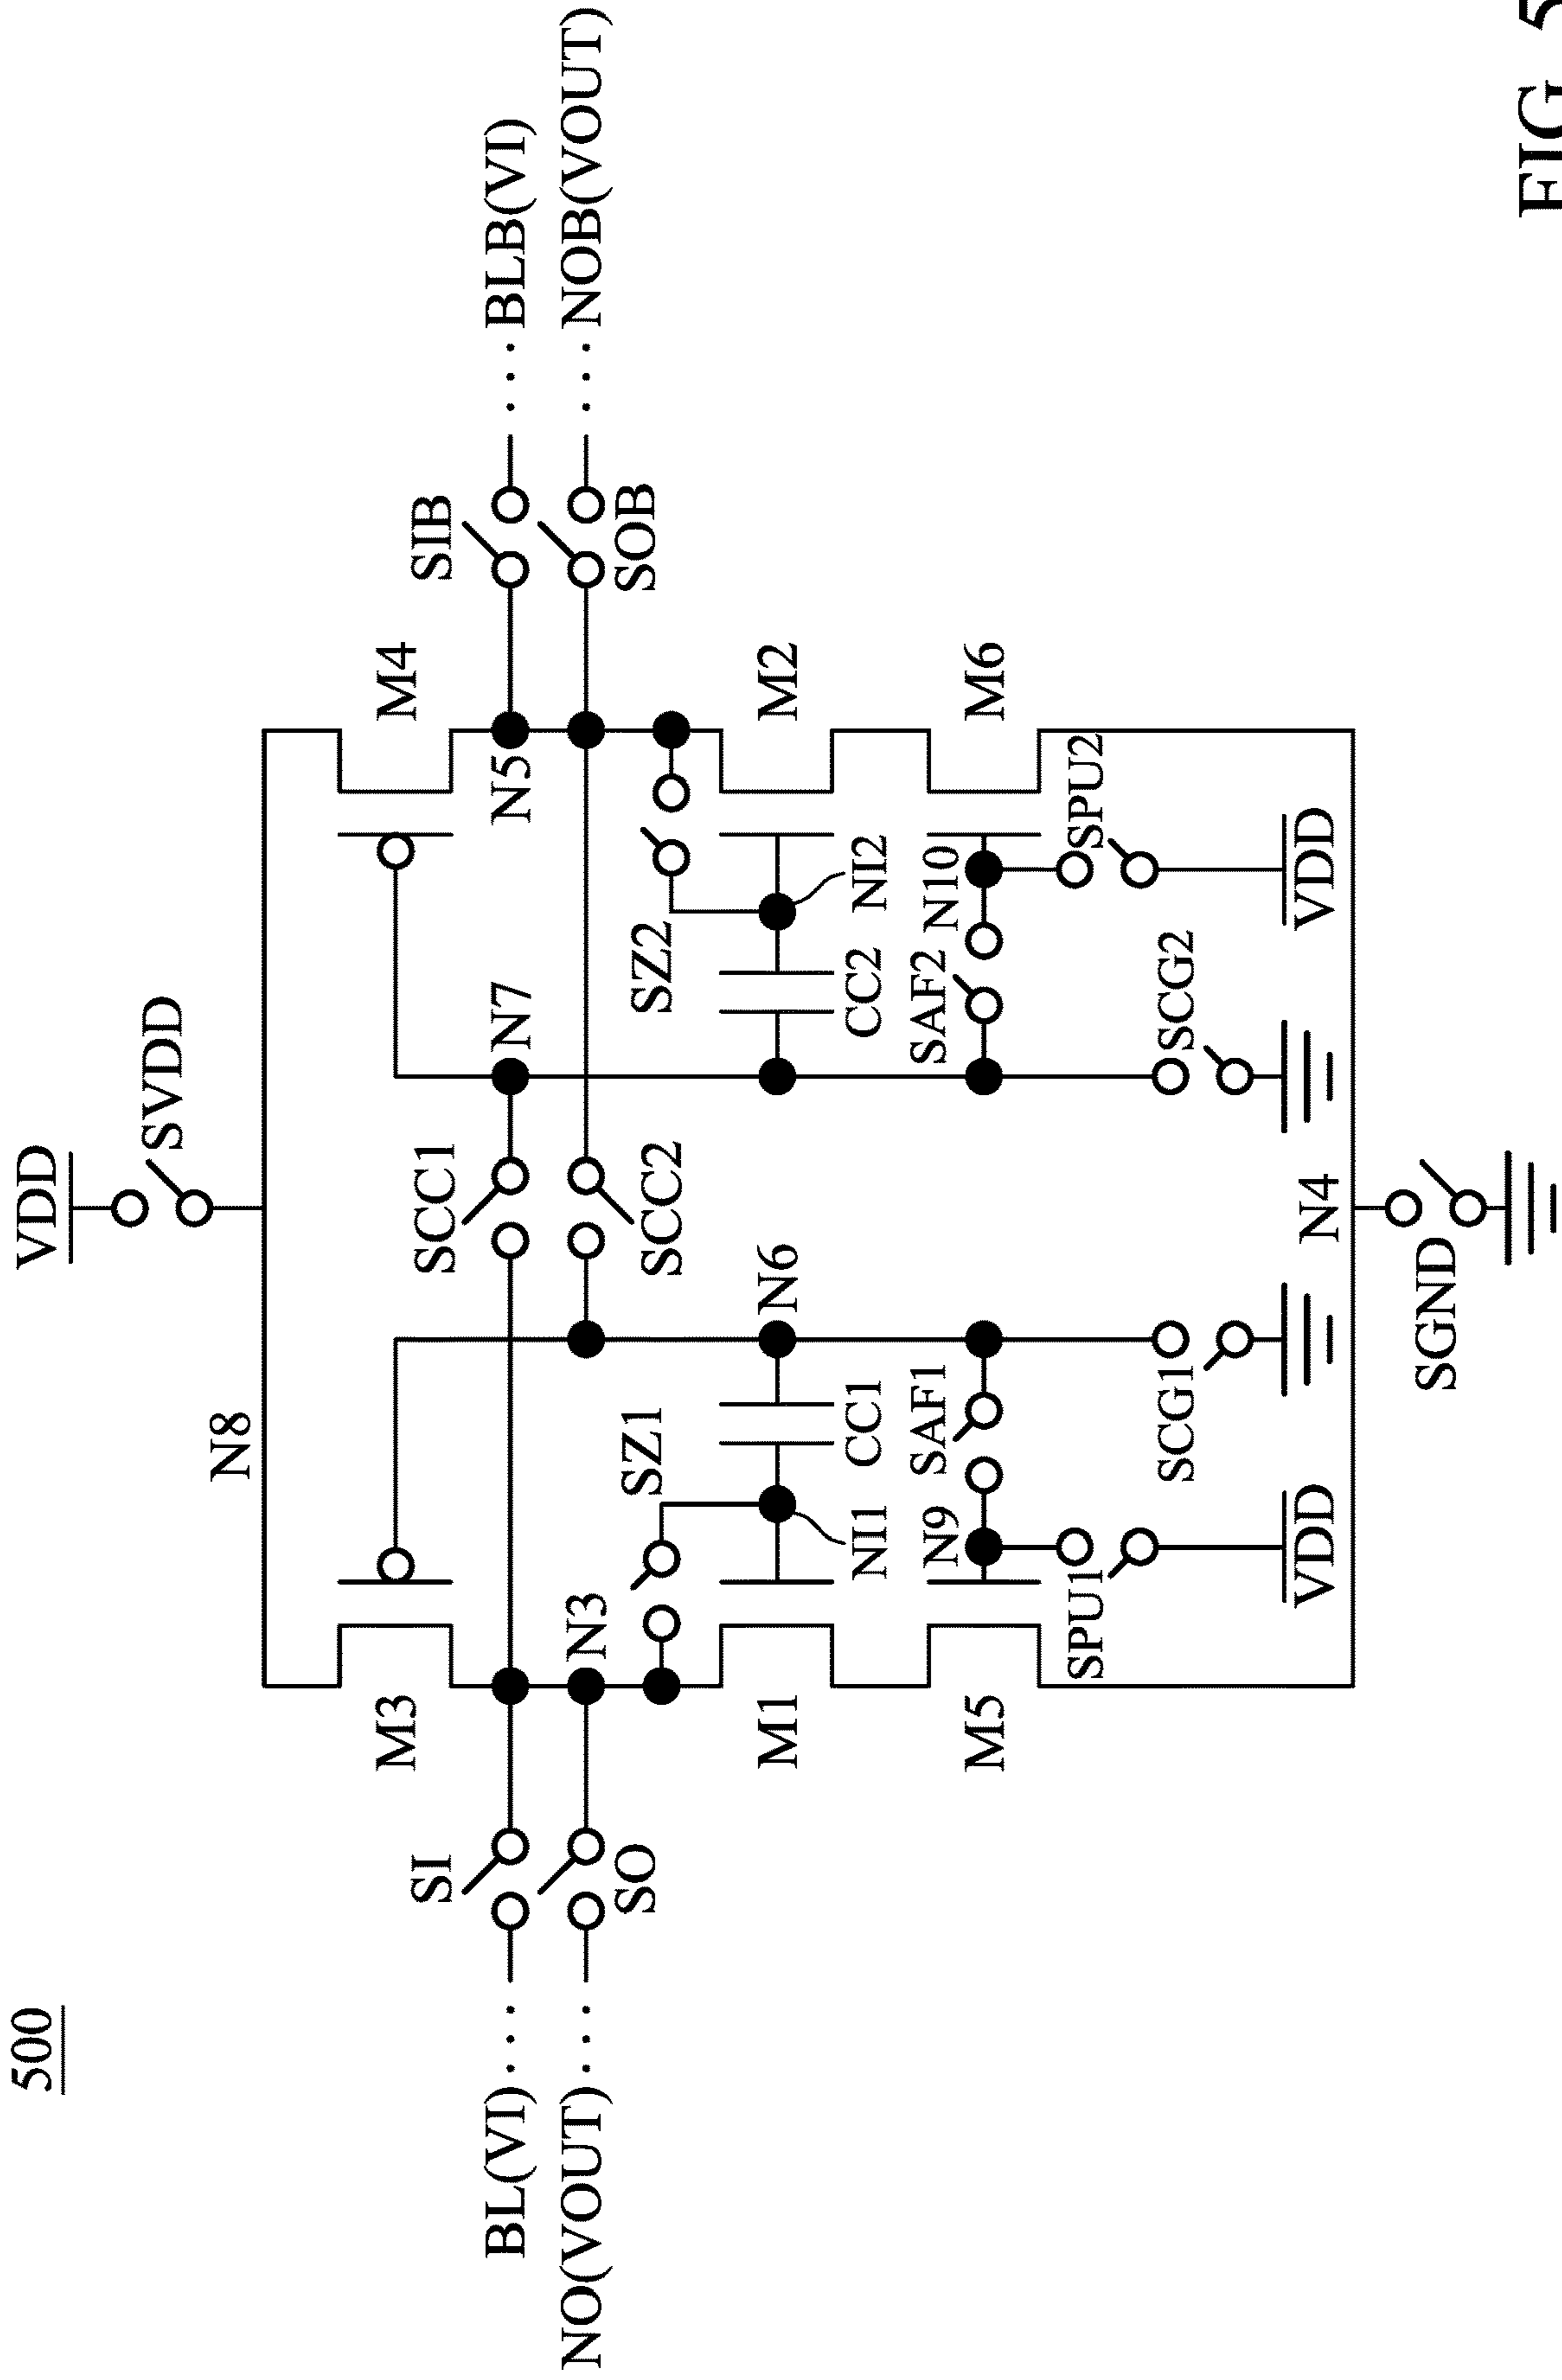 500
VDD
SVDD
N8
M3
M4
SI
SCC1
N7
SIB
BL(VI)
N5
BLB(VI)
NO(VOUT)
N3
NOB(VOUT)
SO
SCC2
SOB
SZ1
SZ2
M1
N6
M2
NI1
CC1
CC2
NI2
M5
N9
SAF1
SAF2
N10
M6
SPU1
SPU2
SCG1
SCG2
VDD
N4
VDD
SGND
FIG. 5